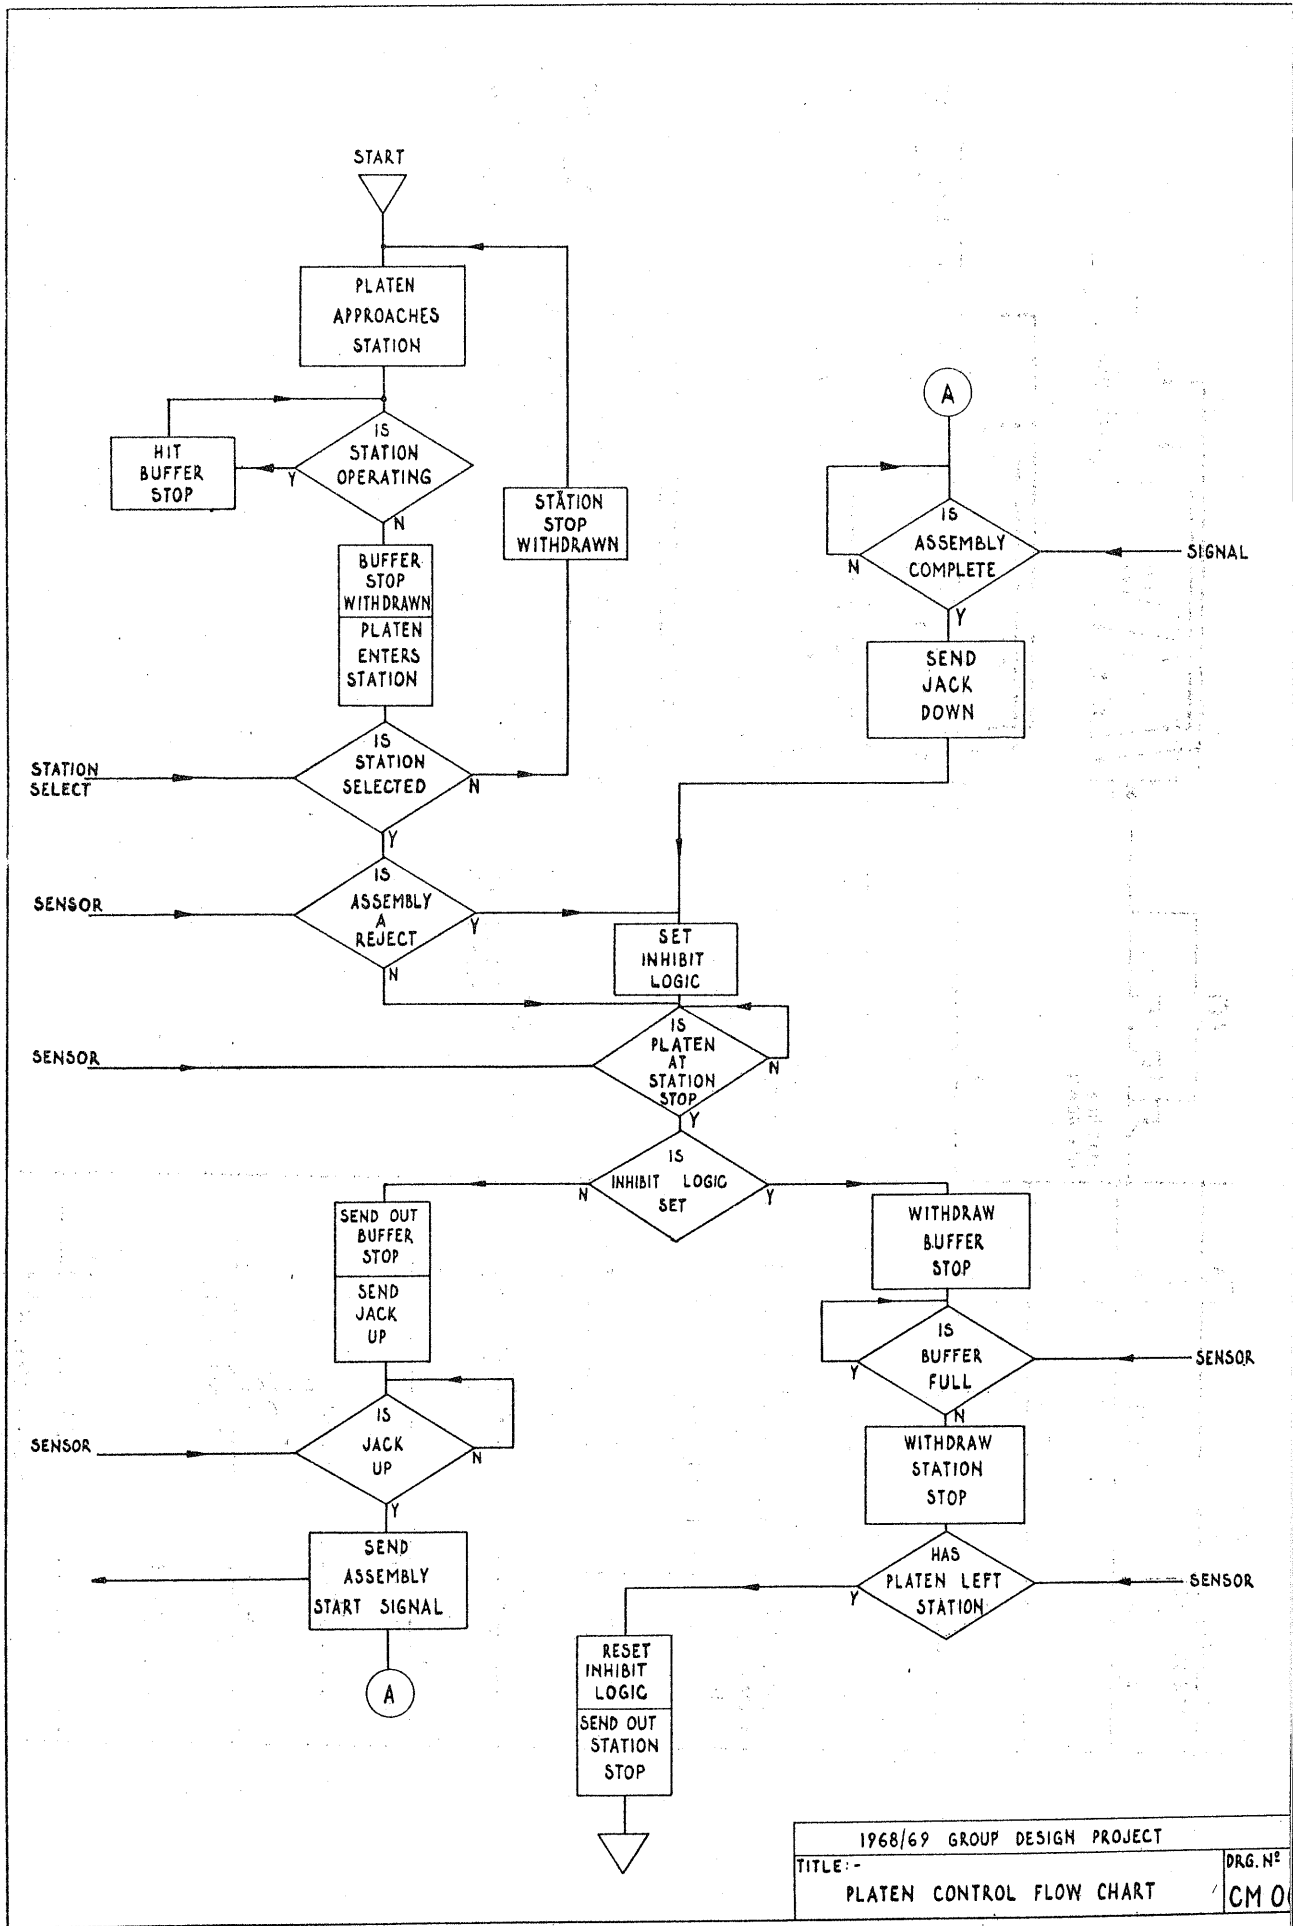 START
PLATEN
APPROACHES
STATION
IS
STATION
OPERATING
Y
N
HIT
BUFFER
STOP
STATION
STOP
WITHDRAWN
BUFFER
STOP
WITHDRAWN
PLATEN
ENTERS
STATION
STATION
SELECT
IS
STATION
SELECTED
N
Y
SENSOR
IS
ASSEMBLY
A
REJECT
Y
N
A
IS
ASSEMBLY
COMPLETE
N
Y
SIGNAL
SEND
JACK
DOWN
SET
INHIBIT
LOGIC
SENSOR
IS
PLATEN
AT
STATION
STOP
N
Y
IS
INHIBIT LOGIC
SET
N
Y
SEND OUT
BUFFER
STOP
SEND
JACK
UP
SENSOR
IS
JACK
UP
N
Y
SEND
ASSEMBLY
START SIGNAL
A
WITHDRAW
BUFFER
STOP
IS
BUFFER
FULL
Y
N
SENSOR
WITHDRAW
STATION
STOP
HAS
PLATEN LEFT
STATION
Y
SENSOR
RESET
INHIBIT
LOGIC
SEND OUT
STATION
STOP
1968/69 GROUP DESIGN PROJECT
TITLE:-
PLATEN CONTROL FLOW CHART
DRG. Nº
CM